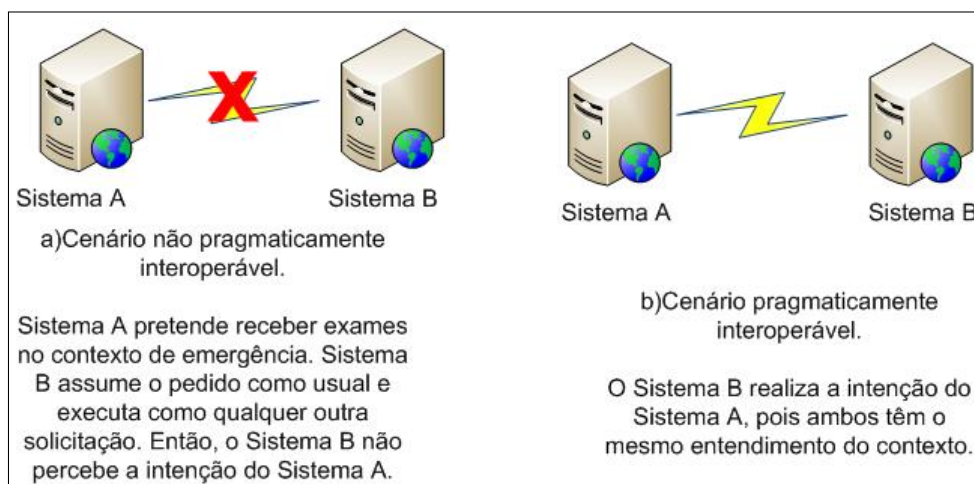 Sistema A
Sistema B
a)Cenário não pragmaticamente
interoperável.
Sistema A pretende receber exames
no contexto de emergência. Sistema
B assume o pedido como usual e
executa como qualquer outra
solicitação. Então, o Sistema B não
percebe a intenção do Sistema A.
Sistema A
Sistema B
b)Cenário pragmaticamente
interoperável.
O Sistema B realiza a intenção do
Sistema A, pois ambos têm o
mesmo entendimento do contexto.